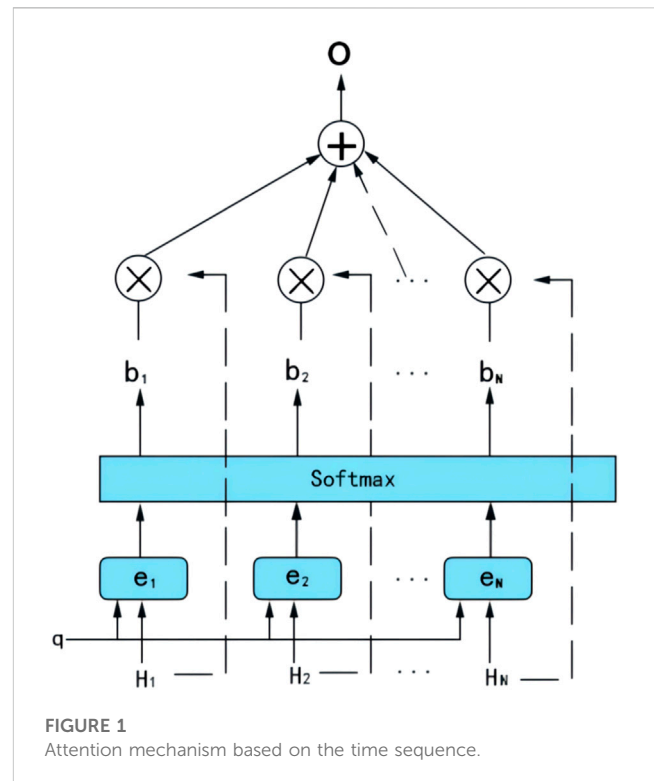 O
+
× × ... ×
b₁ b₂ ... bN
Softmax
e₁ e₂ ... eN
q
H₁ H₂ ... HN
FIGURE 1
Attention mechanism based on the time sequence.